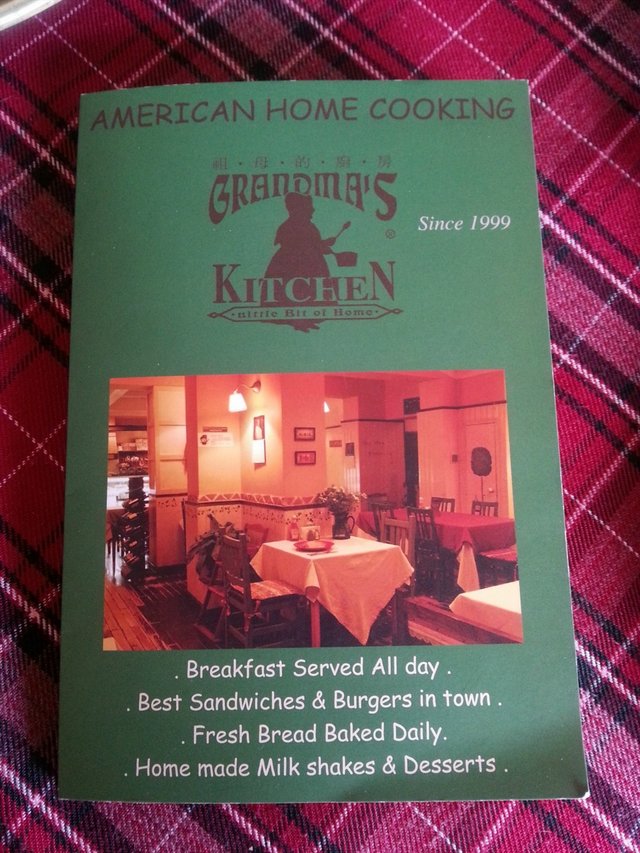 AMERICAN HOME COOKING
祖・母・的・廚・房
GRANDMA'S
®
Since 1999
KITCHEN
・a little Bit of Home・
. Breakfast Served All day .
. Best Sandwiches & Burgers in town .
. Fresh Bread Baked Daily.
. Home made Milk shakes & Desserts .